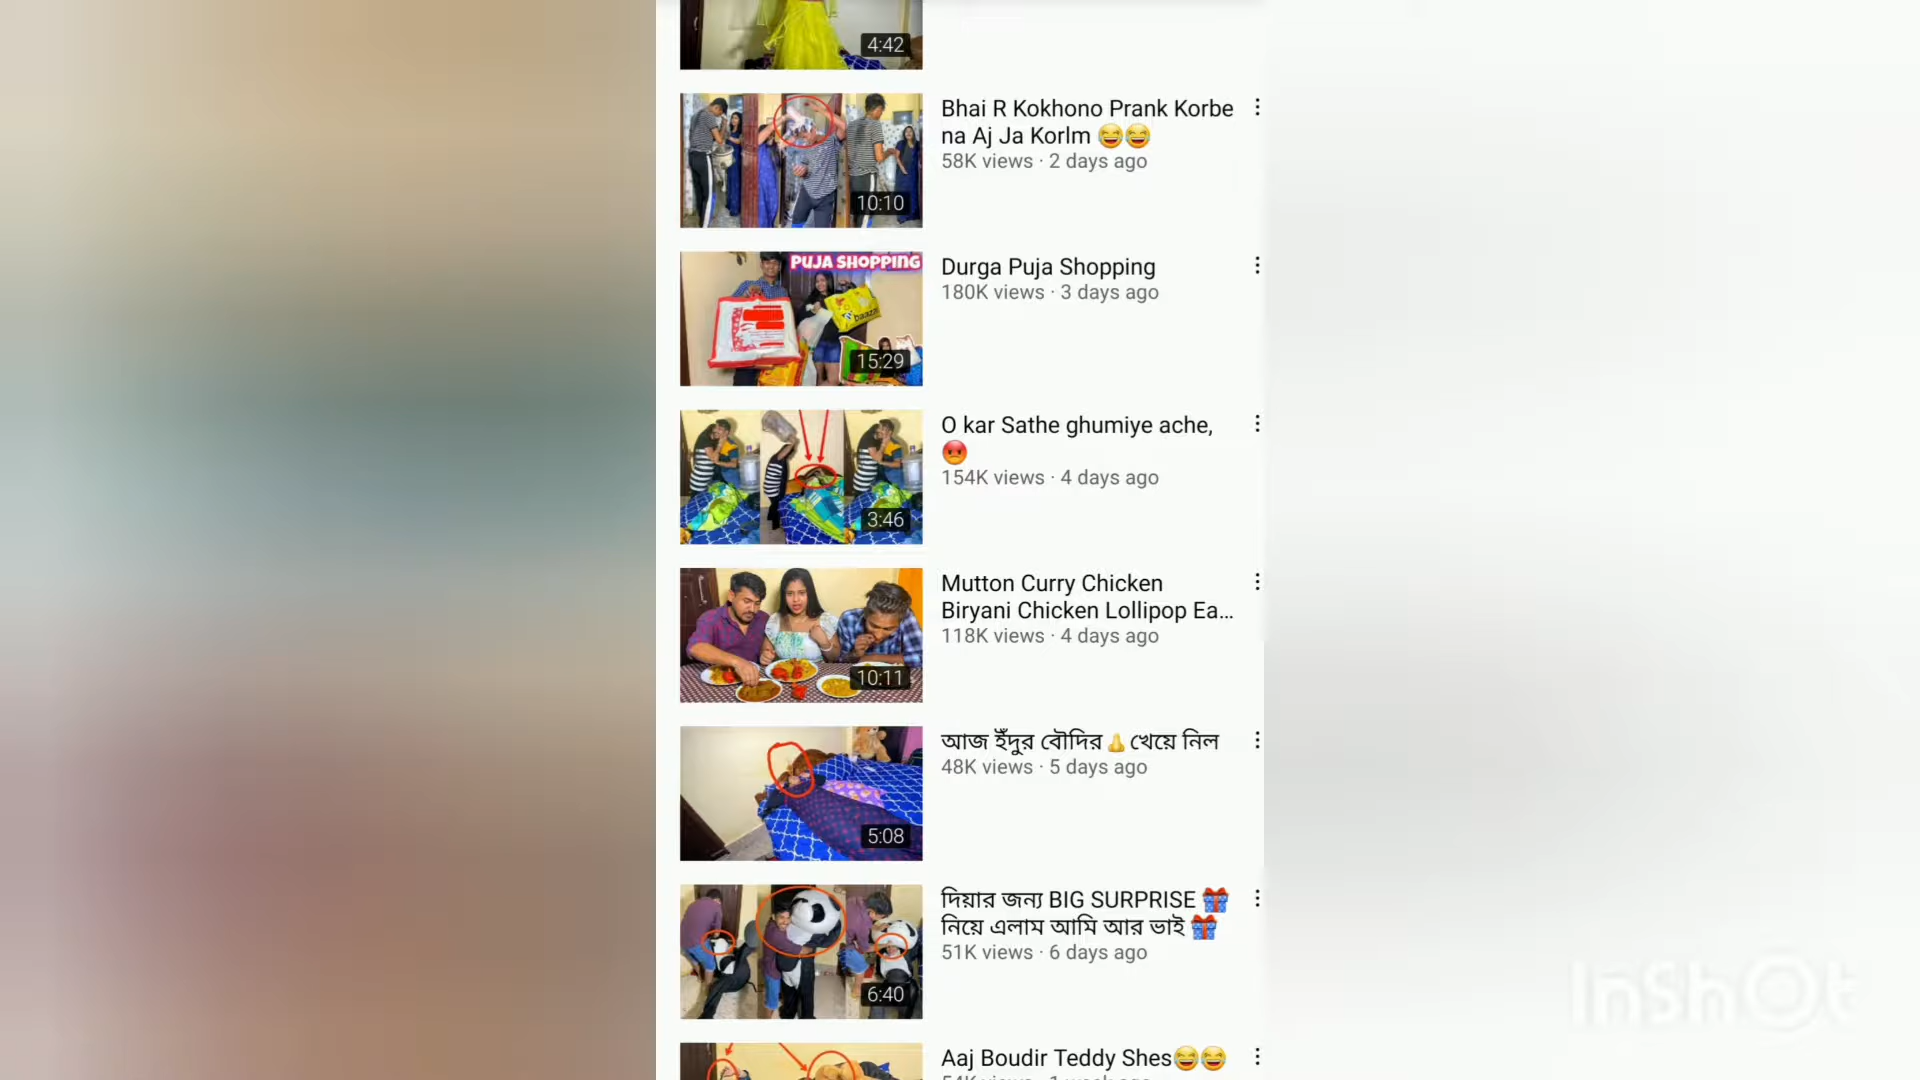 4:42
Bhai R Kokhono Prank Korbe
na Aj Ja Korlm 😆😆
58K views · 2 days ago
10:10
PUJA SHOPPING
Durga Puja Shopping
180K views · 3 days ago
baazar
15:29
O kar Sathe ghumiye ache,
😡
154K views · 4 days ago
3:46
Mutton Curry Chicken
Biryani Chicken Lollipop Ea...
118K views · 4 days ago
10:11
আজ ইঁদুর বৌদির👃খেয়ে নিল
48K views · 5 days ago
5:08
দিয়ার জন্য BIG SURPRISE 🎁
নিয়ে এলাম আমি আর ভাই 🎁
51K views · 6 days ago
6:40
InShOt
Aaj Boudir Teddy Shes😂😂